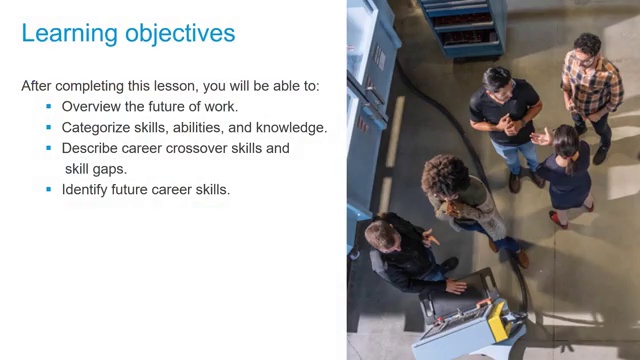 Learning objectives
After completing this lesson, you will be able to:
▪ Overview the future of work.
▪ Categorize skills, abilities, and knowledge.
▪ Describe career crossover skills and
skill gaps.
▪ Identify future career skills.